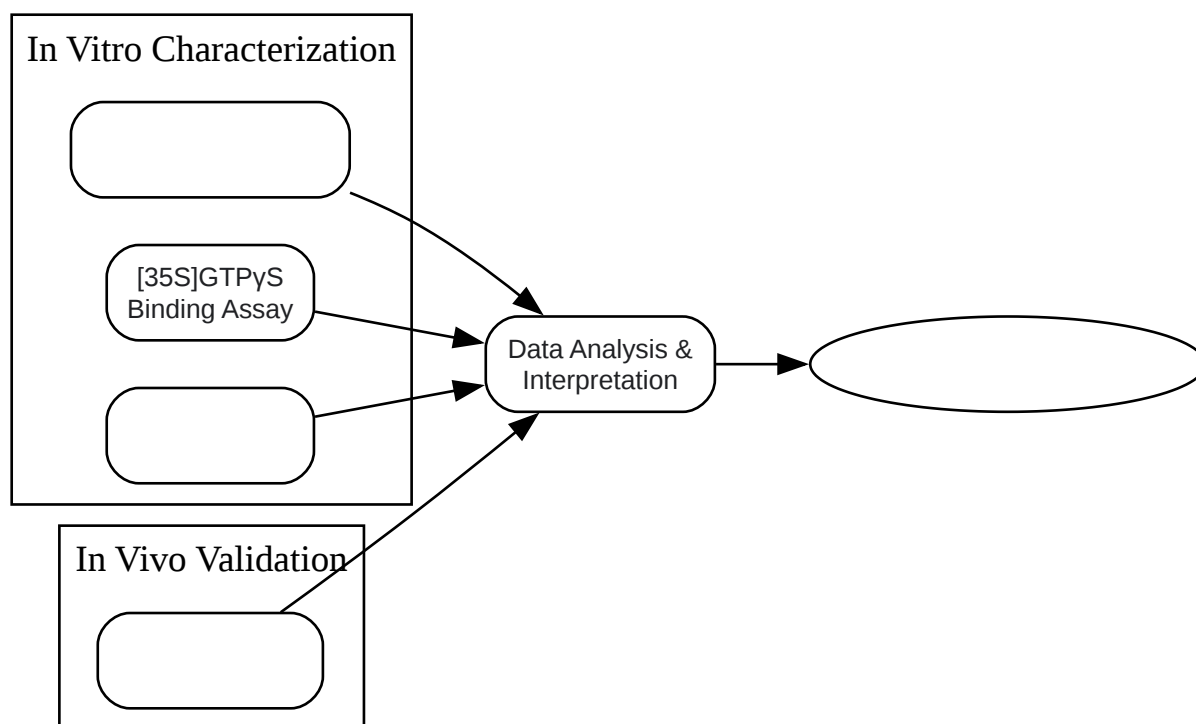 In Vitro Characterization
[35S]GTPγS
Binding Assay
Data Analysis &
Interpretation
In Vivo Validation